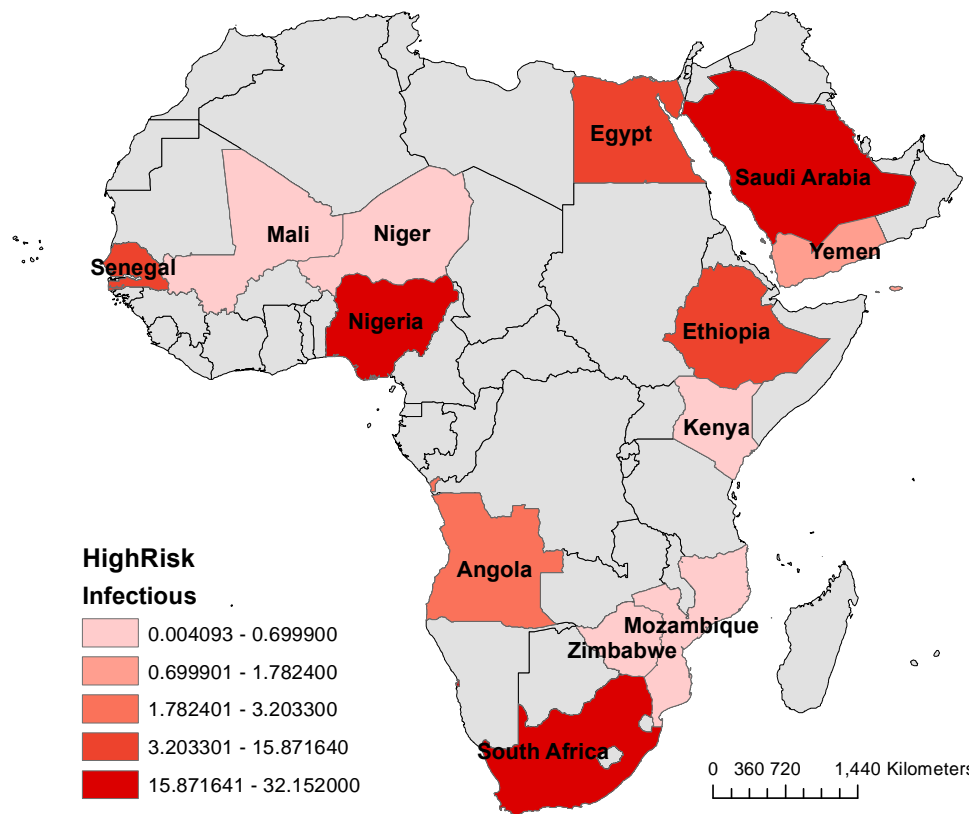 Egypt
Saudi Arabia
Mali
Niger
Yemen
Senegal
Nigeria
Ethiopia
Kenya
Angola
Mozambique
Zimbabwe
South Africa
HighRisk
Infectious
0.004093 - 0.699900
0.699901 - 1.782400
1.782401 - 3.203300
3.203301 - 15.871640
15.871641 - 32.152000
0 360 720 1,440 Kilometers